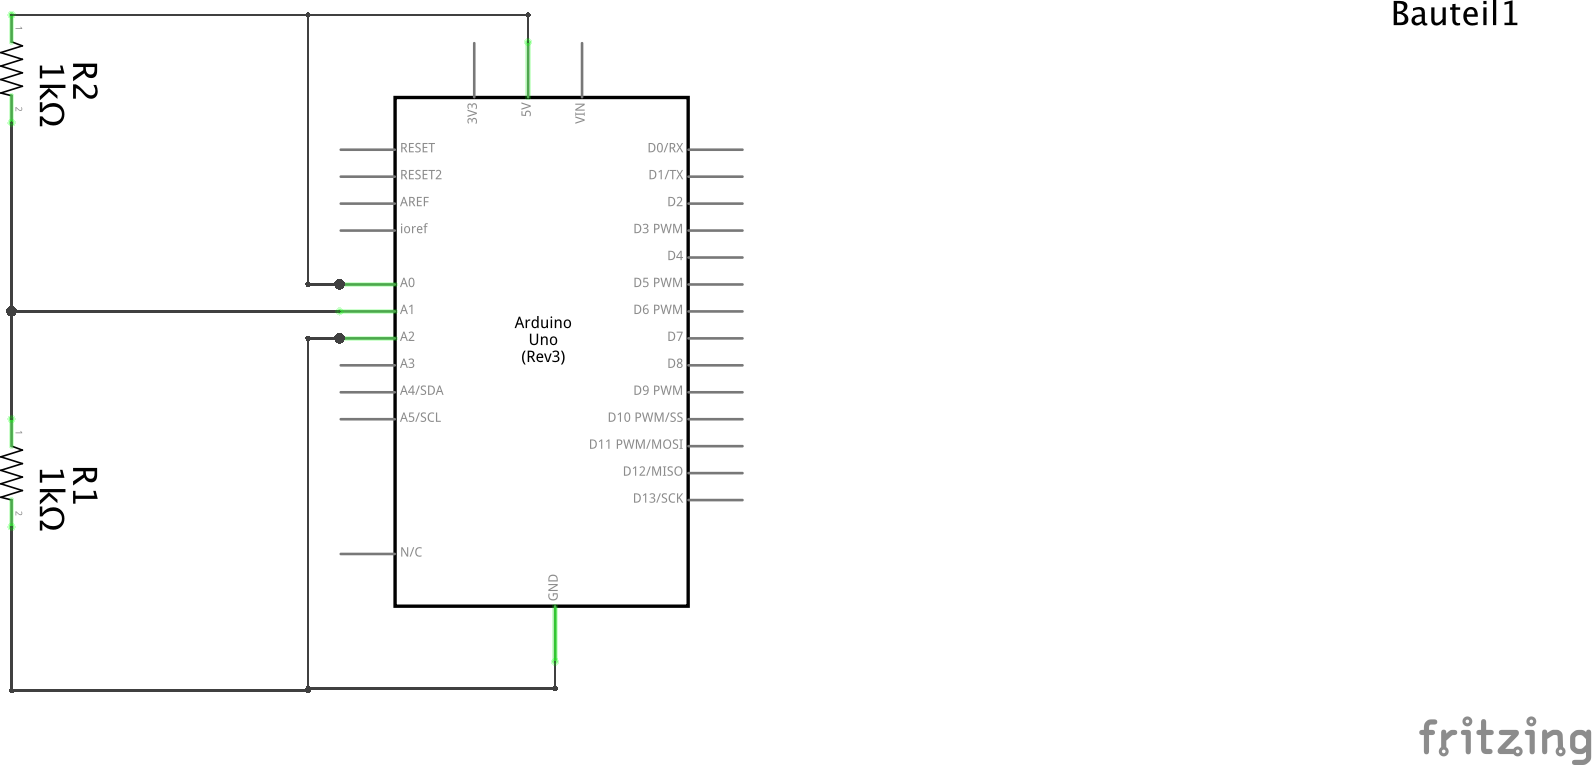 Bauteil1
1
2
R2
1kΩ
3V3
5V
VIN
RESET
RESET2
AREF
ioref
A0
A1
A2
A3
A4/SDA
A5/SCL
N/C
D0/RX
D1/TX
D2
D3 PWM
D4
D5 PWM
D6 PWM
D7
D8
D9 PWM
D10 PWM/SS
D11 PWM/MOSI
D12/MISO
D13/SCK
Arduino
Uno
(Rev3)
GND
1
2
R1
1kΩ
fritzing